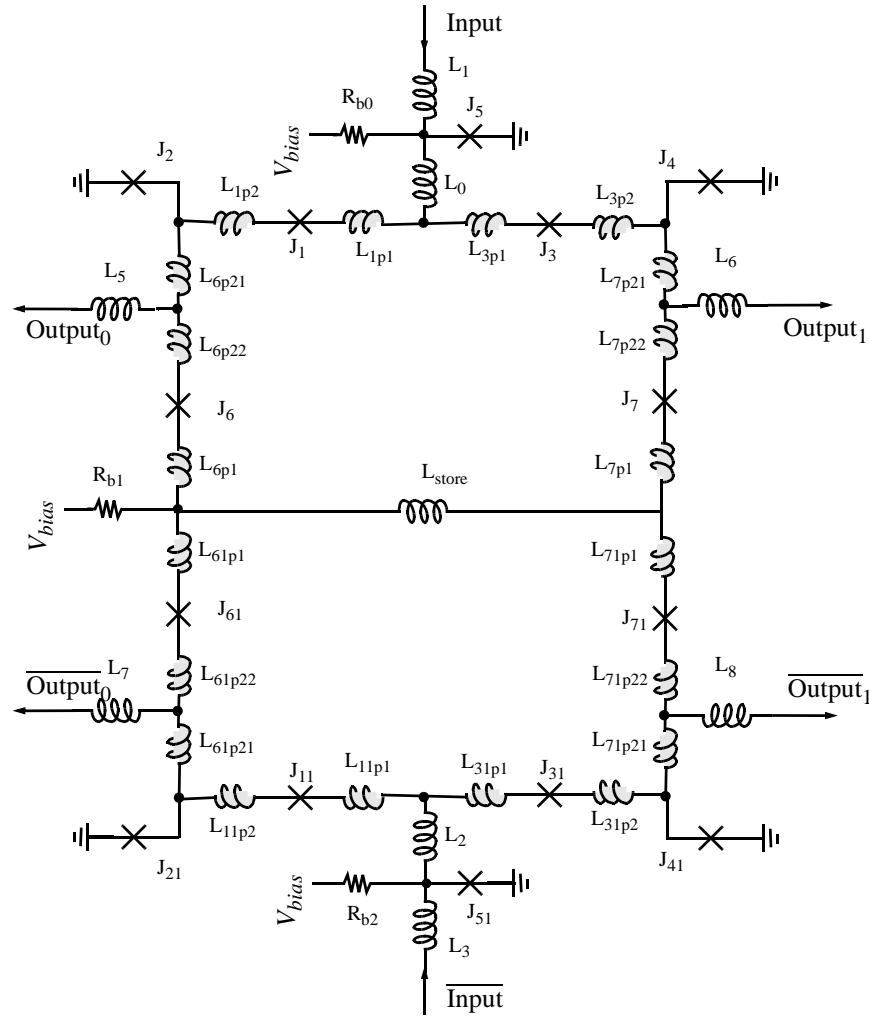 Input
L1
Rb0
J5
Vbias
J2
J4
L0
L1p2
L3p2
J1
L1p1
L3p1
J3
L5
L6p21
L7p21
L6
Output0
Output1
L6p22
L7p22
J6
J7
L6p1
L7p1
Rb1
Lstore
Vbias
L61p1
L71p1
J61
J71
L7
L61p22
L71p22
L8
Output0
Output1
L61p21
L71p21
J11
L11p1
L31p1
J31
L11p2
L31p2
L2
J21
J41
Vbias
Rb2
J51
L3
Input